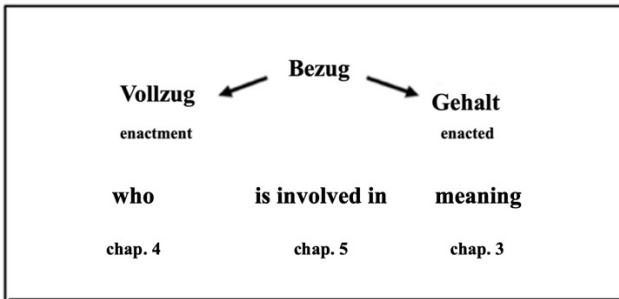 Bezug
Vollzug Gehalt
enactment enacted
who is involved in meaning
chap. 4 chap. 5 chap. 3